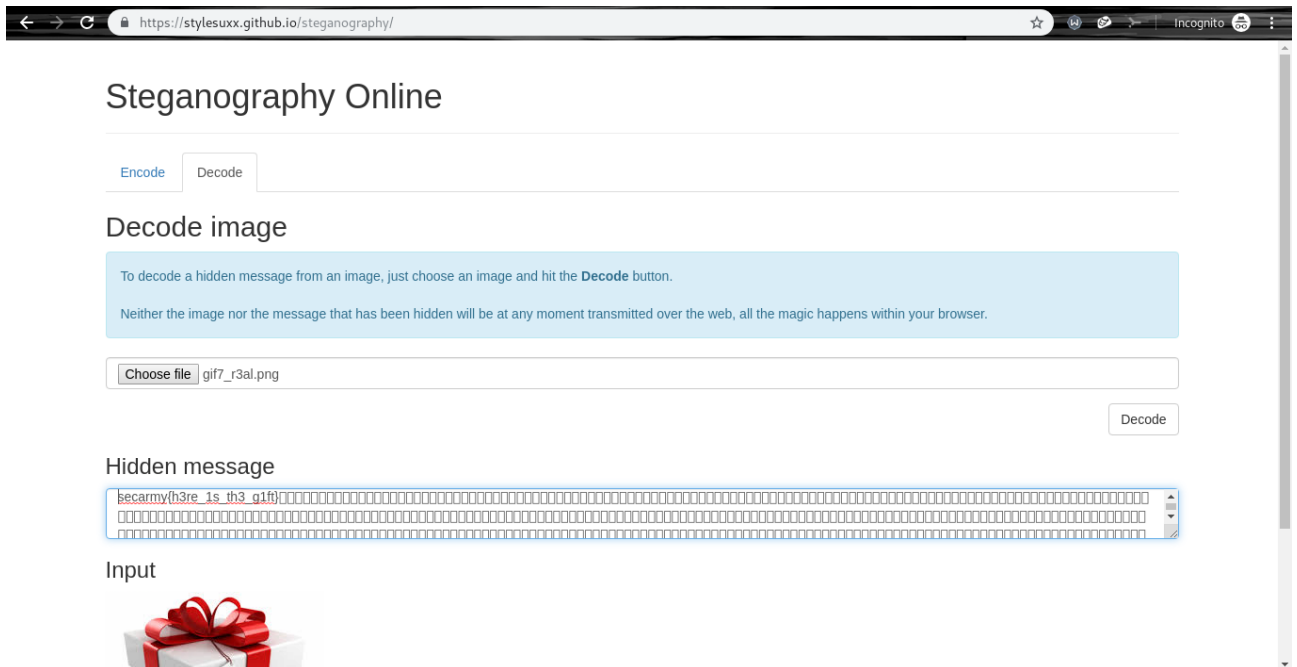 https://stylesuxx.github.io/steganography/
Incognito
Steganography Online
Encode
Decode
Decode image
To decode a hidden message from an image, just choose an image and hit the Decode button.
Neither the image nor the message that has been hidden will be at any moment transmitted over the web, all the magic happens within your browser.
Choose file gif7_r3al.png
Decode
Hidden message
secarmy{h3re_1s_th3_g1ft}
Input